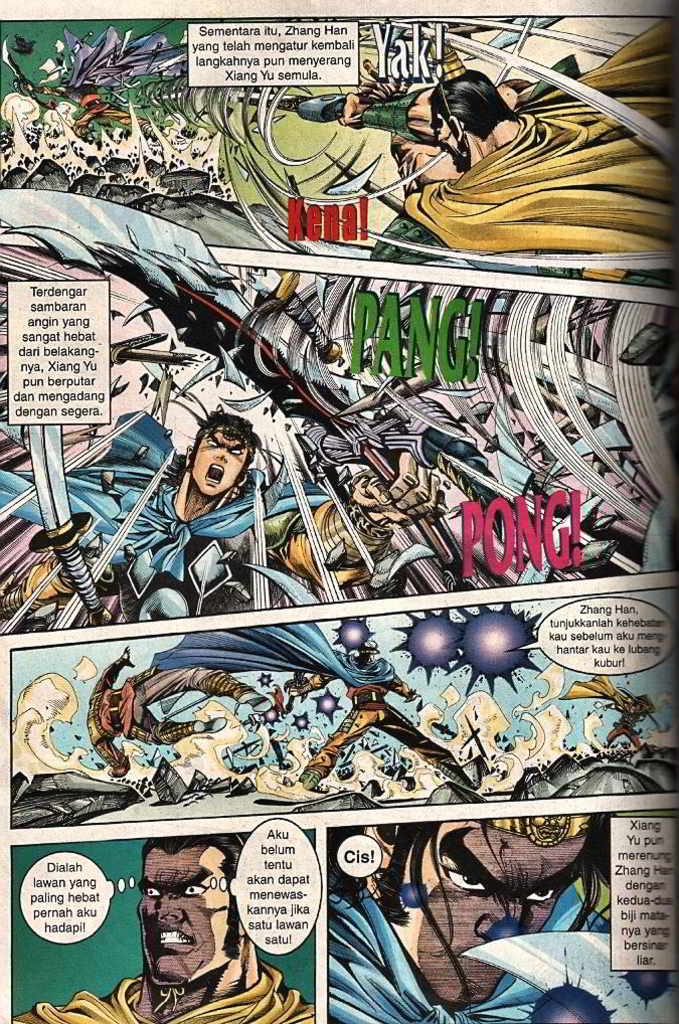 Sementara itu, Zhang Han
yang telah mengatur kembali
langkahnya pun menyerang
Xiang Yu semula.
Yak!
Kena!
Terdengar
sambaran
angin yang
sangat hebat
dari belakang-
nya, Xiang Yu
pun berputar
dan mengadang
dengan segera.
PANG!
PONG!
Zhang Han,
tunjukkanlah kehebatan
kau sebelum aku meng-
hantar ke lubang
kubur!
Dialah
lawan yang
paling hebat
pernah aku
hadapi!
Aku
belum
tentu
akan dapat
menewas-
kannya jika
satu lawan
satu!
Cis!
Xiang
Yu pun
merenung
Zhang Han
dengan
kedua-dua
biji mata-
nya bersinar
liar.